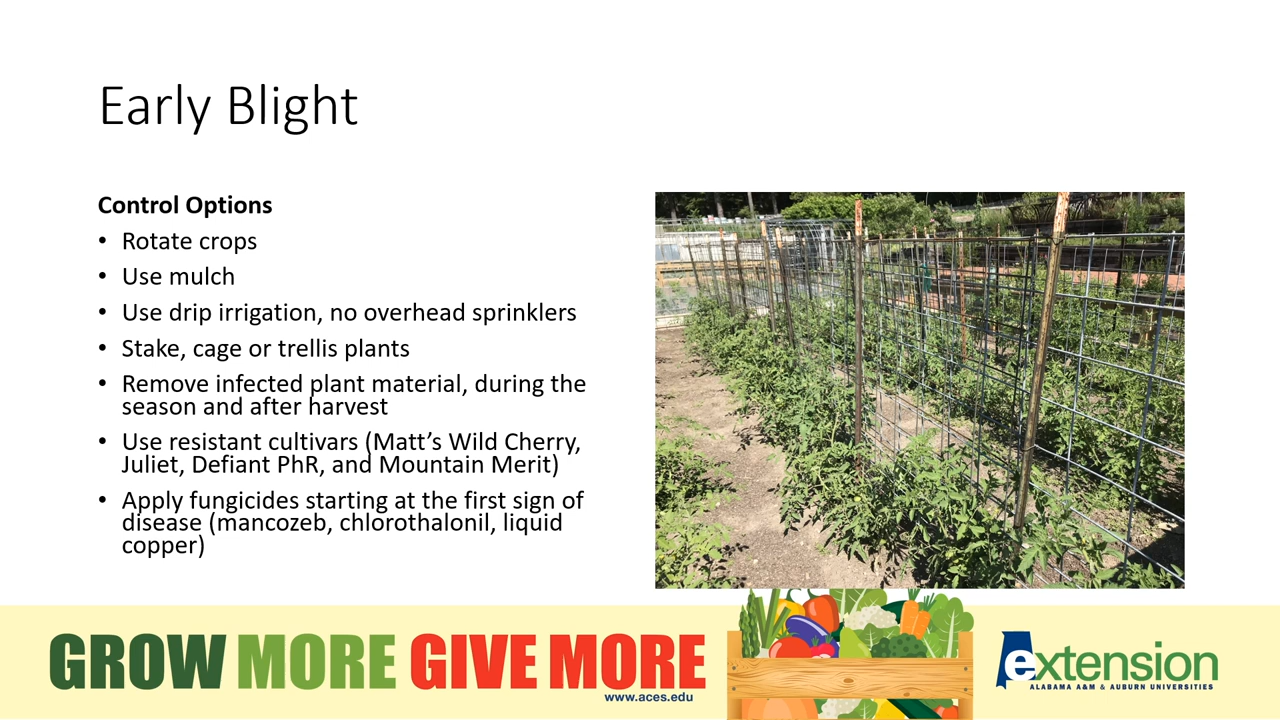 Early Blight
Control Options
• Rotate crops
• Use mulch
• Use drip irrigation, no overhead sprinklers
• Stake, cage or trellis plants
• Remove infected plant material, during the
season and after harvest
• Use resistant cultivars (Matt’s Wild Cherry,
Juliet, Defiant PhR, and Mountain Merit)
• Apply fungicides starting at the first sign of
disease (mancozeb, chlorothalonil, liquid
copper)
GROW MORE GIVE MORE
www.aces.edu
extension
ALABAMA A&M & AUBURN UNIVERSITIES